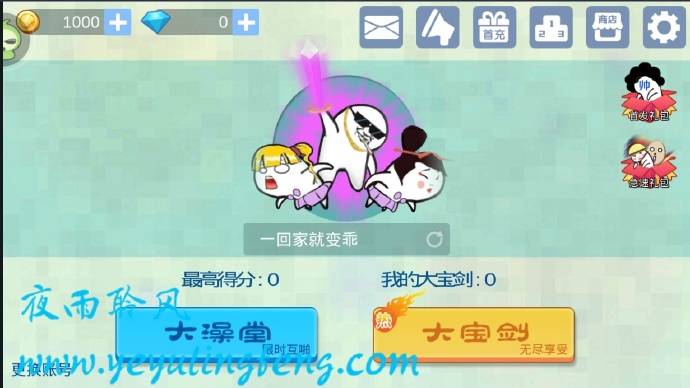 1000
0
首充
1 2 3
商店
帅
首发礼包
急速礼包
一回家就变乖
最高得分:0
我的大宝剑:0
夜雨聆风
大澡堂
限时互啪
热
大宝剑
无尽享受
www.yeyulingfeng.com
更换账号